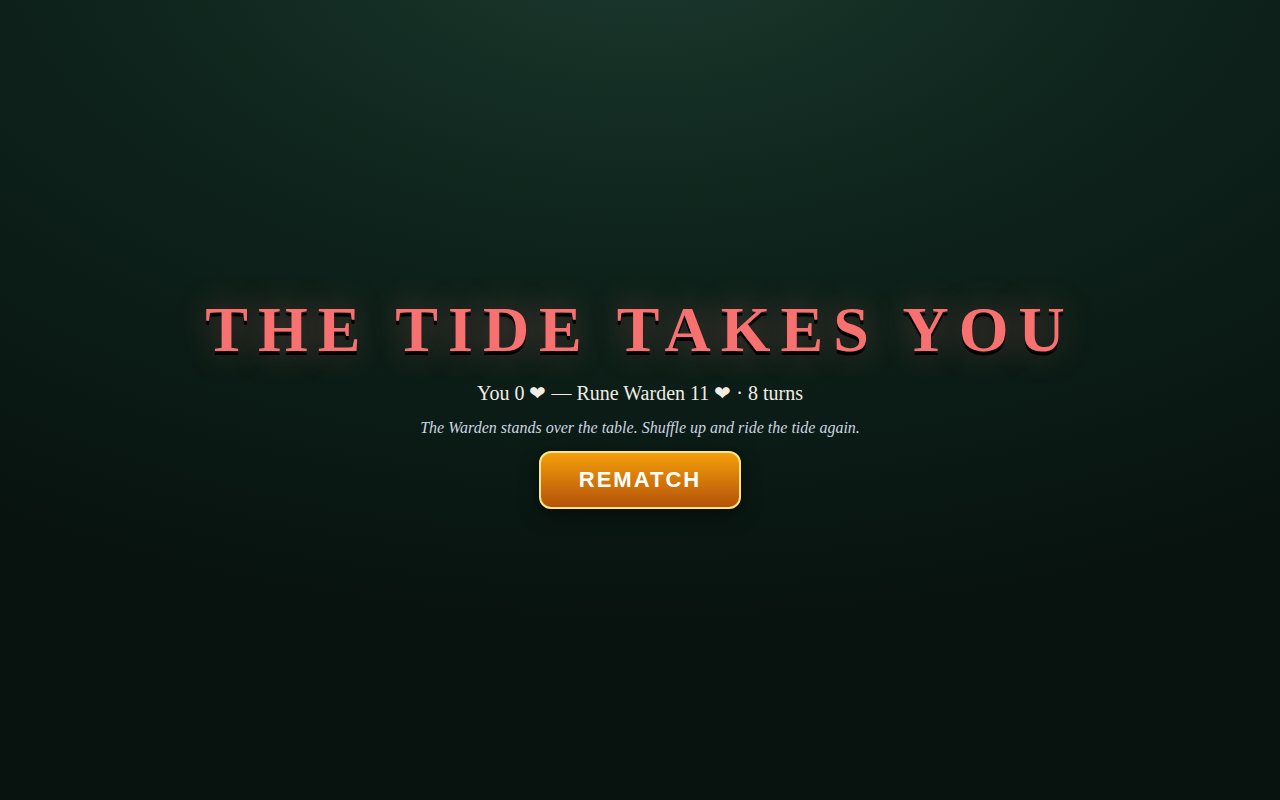 THE TIDE TAKES YOU
You 0 ❤ — Rune Warden 11 ❤ · 8 turns
The Warden stands over the table. Shuffle up and ride the tide again.
REMATCH